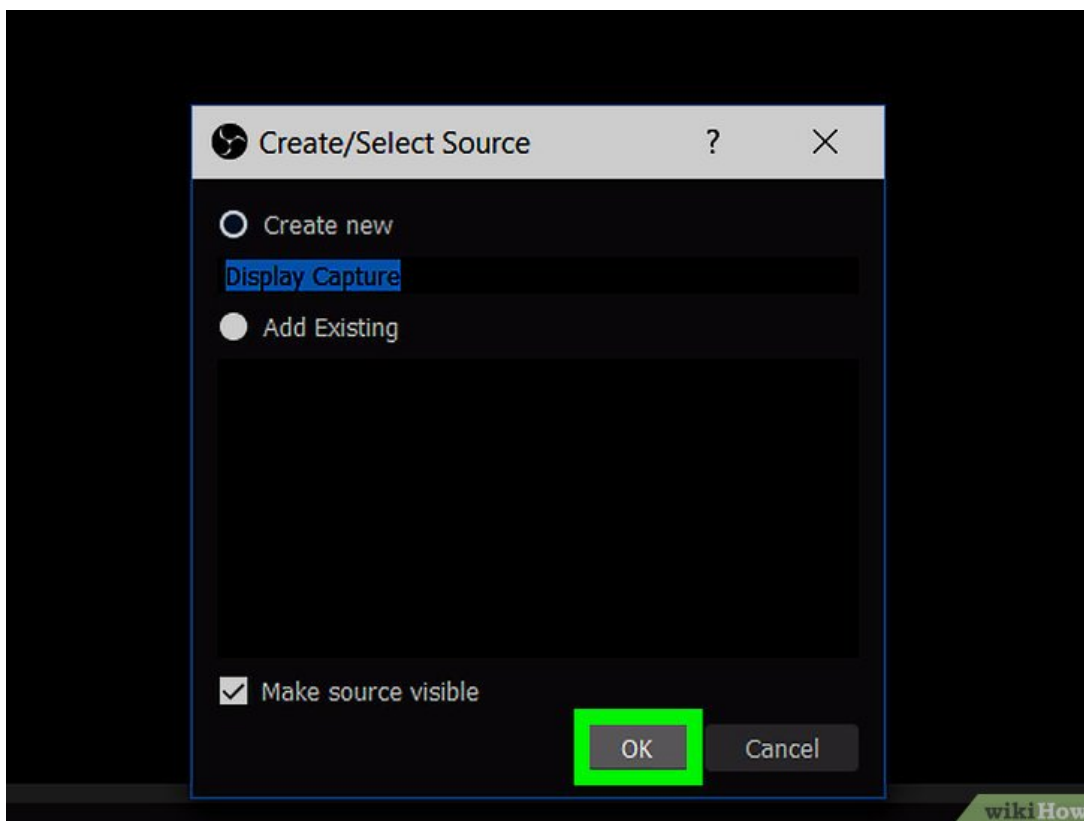 Create/Select Source ?
Create new
Display Capture
Add Existing
Make source visible
OK Cancel
wikiHow